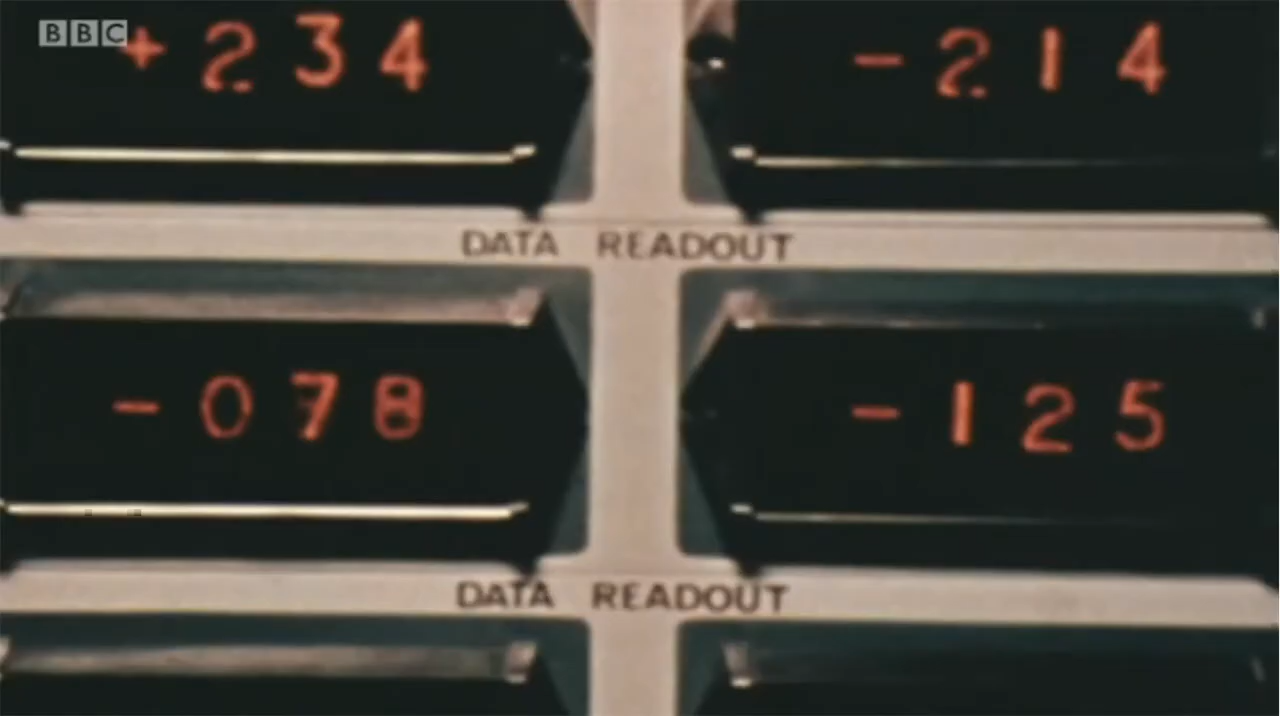 BBC
+234 -214
DATA READOUT
-078 -125
DATA READOUT